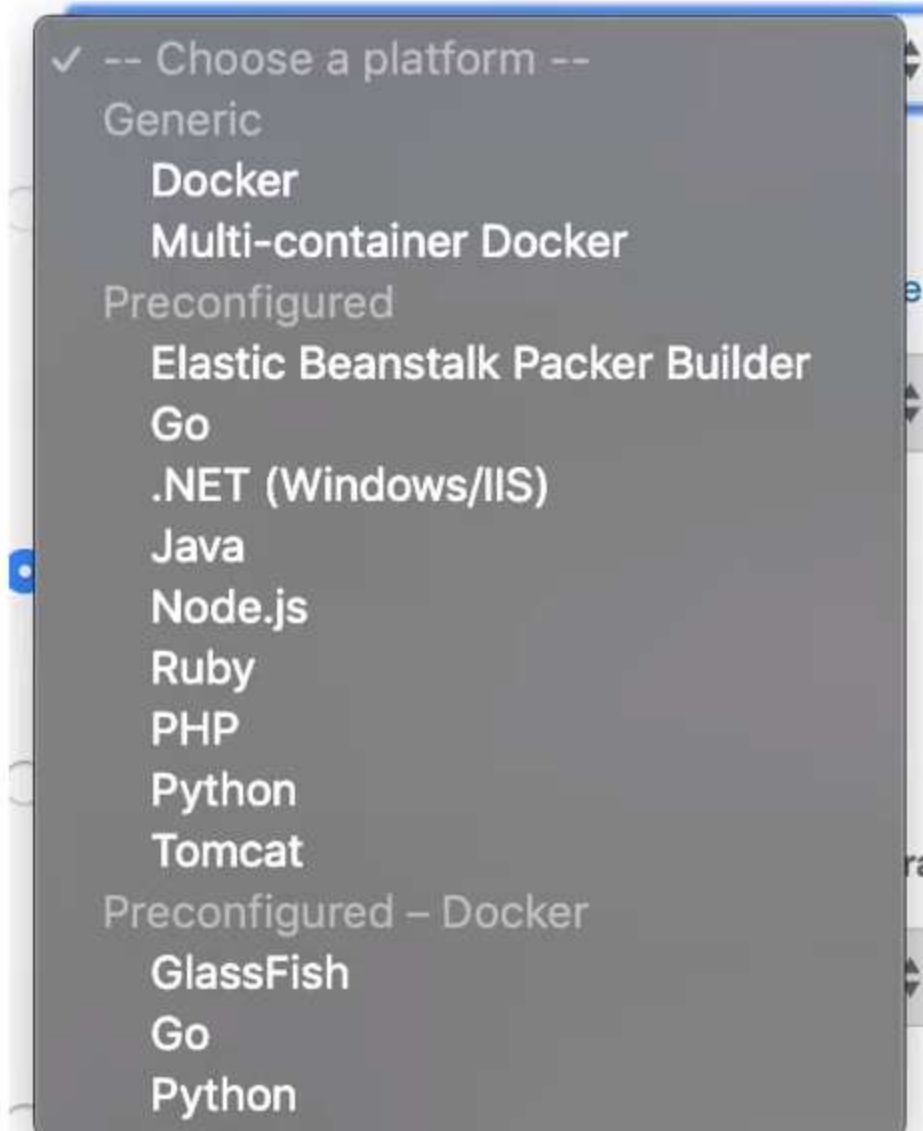 -- Choose a platform --
Generic
Docker
Multi-container Docker
Preconfigured
Elastic Beanstalk Packer Builder
Go
.NET (Windows/IIS)
Java
Node.js
Ruby
PHP
Python
Tomcat
Preconfigured – Docker
GlassFish
Go
Python